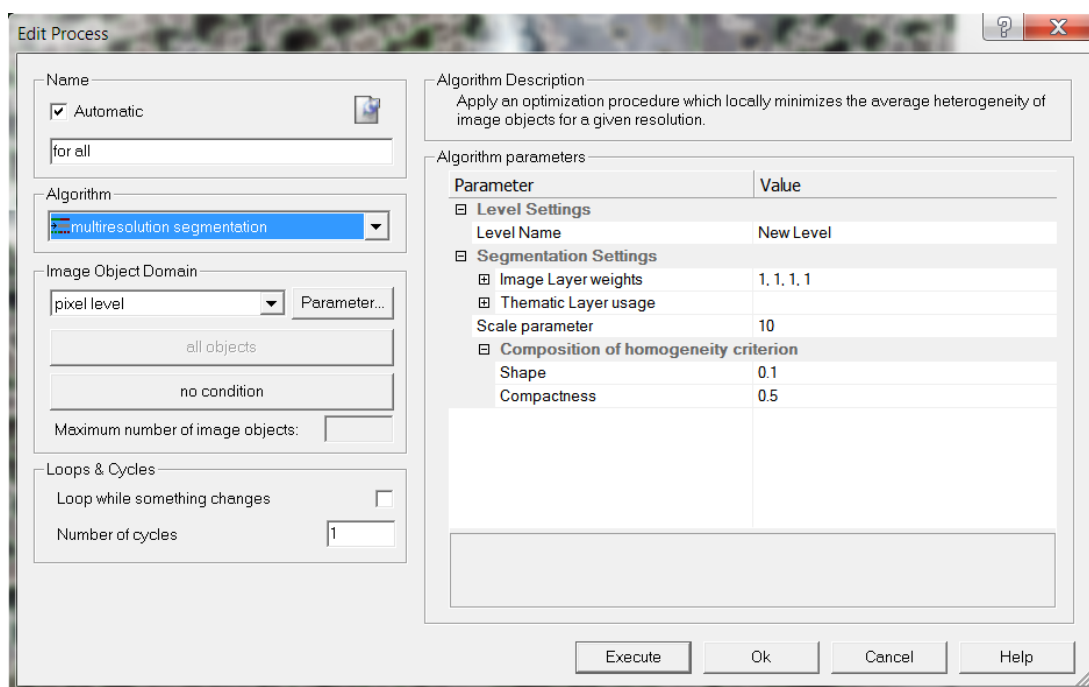 Edit Process
Name
Automatic
for all
Algorithm
multiresolution segmentation
Image Object Domain
pixel level
Parameter...
all objects
no condition
Maximum number of image objects:
Loops & Cycles
Loop while something changes
Number of cycles
1
Algorithm Description
Apply an optimization procedure which locally minimizes the average heterogeneity of
image objects for a given resolution.
Algorithm parameters
Parameter Value
Level Settings
Level Name New Level
Segmentation Settings
Image Layer weights 1, 1, 1, 1
Thematic Layer usage
Scale parameter 10
Composition of homogeneity criterion
Shape 0.1
Compactness 0.5
Execute Ok Cancel Help